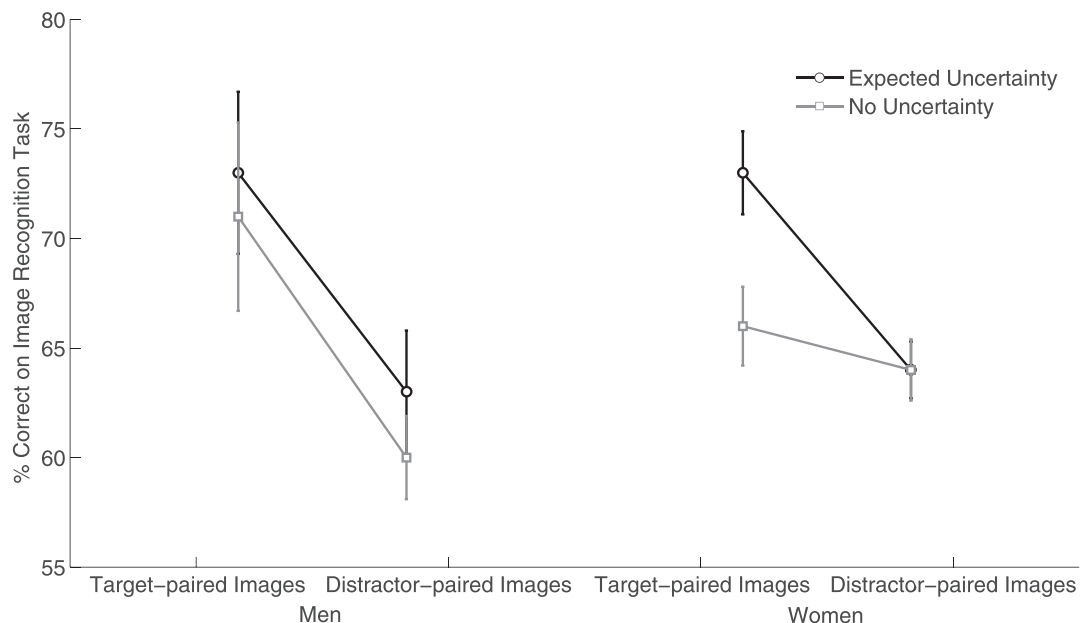 80
75
70
65
60
55
% Correct on Image Recognition Task
Expected Uncertainty
No Uncertainty
Target–paired Images Distractor–paired Images Target–paired Images Distractor–paired Images
Men Women